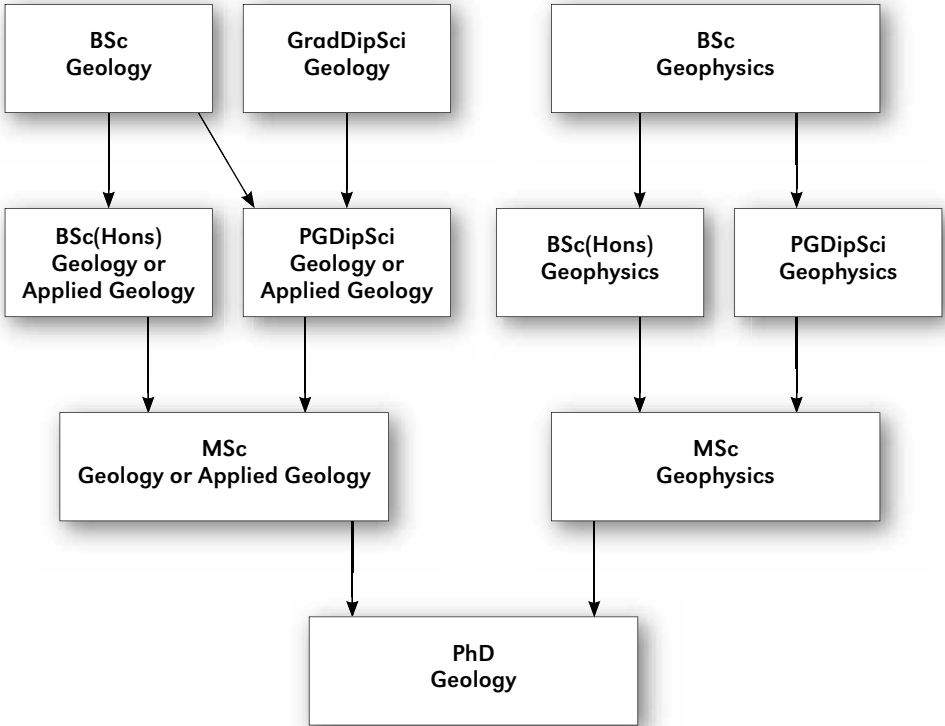 BSc
Geology
GradDipSci
Geology
BSc
Geophysics
BSc(Hons)
Geology or
Applied Geology
PGDipSci
Geology or
Applied Geology
BSc(Hons)
Geophysics
PGDipSci
Geophysics
MSc
Geology or Applied Geology
MSc
Geophysics
PhD
Geology